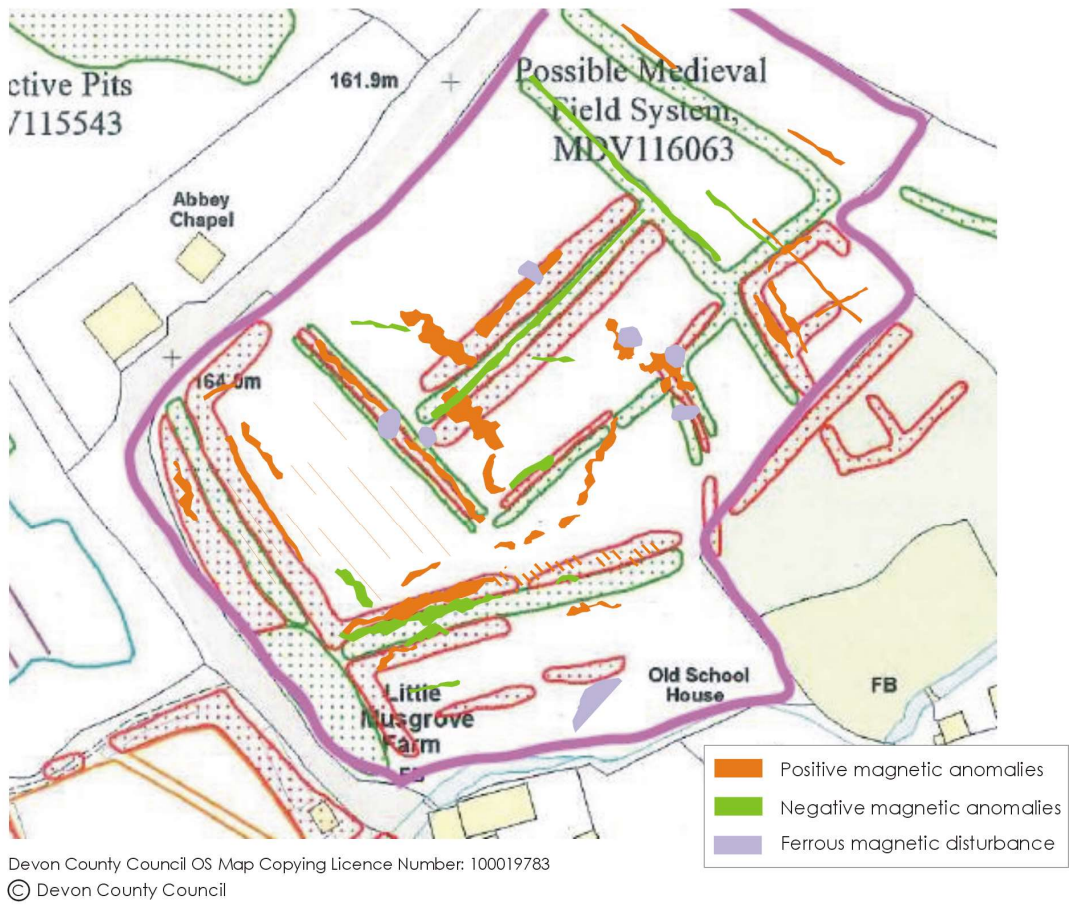 161.9m
Possible Medieval
Field System,
MDV116063
ctive Pits
V115543
Abbey
Chapel
164.0m
Little
Musgrove
Farm
Old School
House
FB
Positive magnetic anomalies
Negative magnetic anomalies
Ferrous magnetic disturbance
Devon County Council OS Map Copying Licence Number: 100019783
© Devon County Council